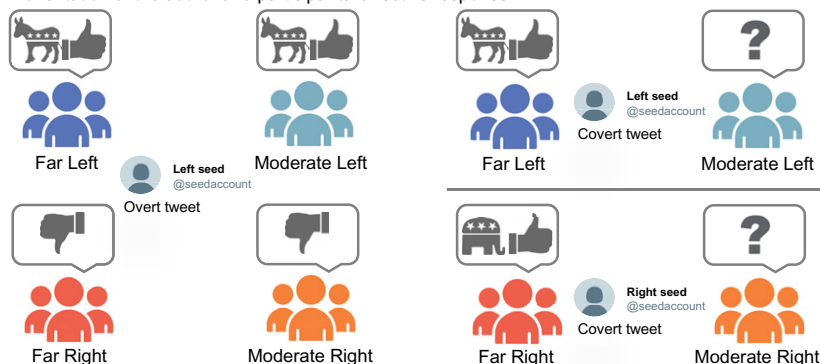 ?
Far Left
Moderate Left
Left seed
@seedaccount
Overt tweet
Far Right
Moderate Right
Left seed
@seedaccount
Covert tweet
Far Left
Moderate Left
?
Right seed
@seedaccount
Covert tweet
Far Right
Moderate Right